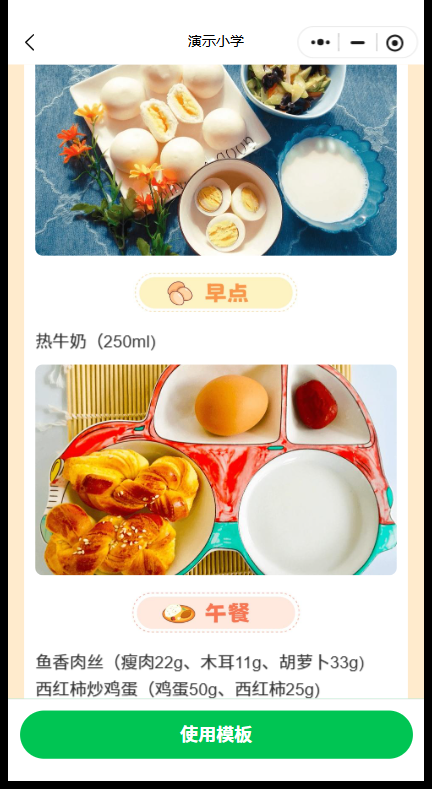 演示小学
早点
热牛奶（250ml）
午餐
鱼香肉丝（瘦肉22g、木耳11g、胡萝卜33g）
西红柿炒鸡蛋（鸡蛋50g、西红柿25g）
使用模板